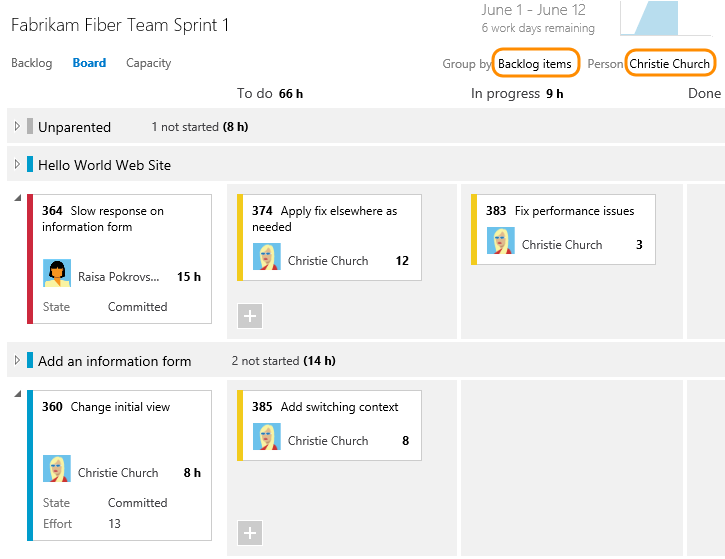 Fabrikam Fiber Team Sprint 1
June 1 - June 12
6 work days remaining
Backlog Board Capacity
Group by Backlog items Person Christie Church
To do 66 h In progress 9 h Done
Unparented 1 not started (8 h)
Hello World Web Site
364 Slow response on
information form
Raisa Pokrovs... 15 h
State Committed
374 Apply fix elsewhere as
needed
Christie Church 12
383 Fix performance issues
Christie Church 3
Add an information form 2 not started (14 h)
360 Change initial view
Christie Church 8 h
State Committed
Effort 13
385 Add switching context
Christie Church 8